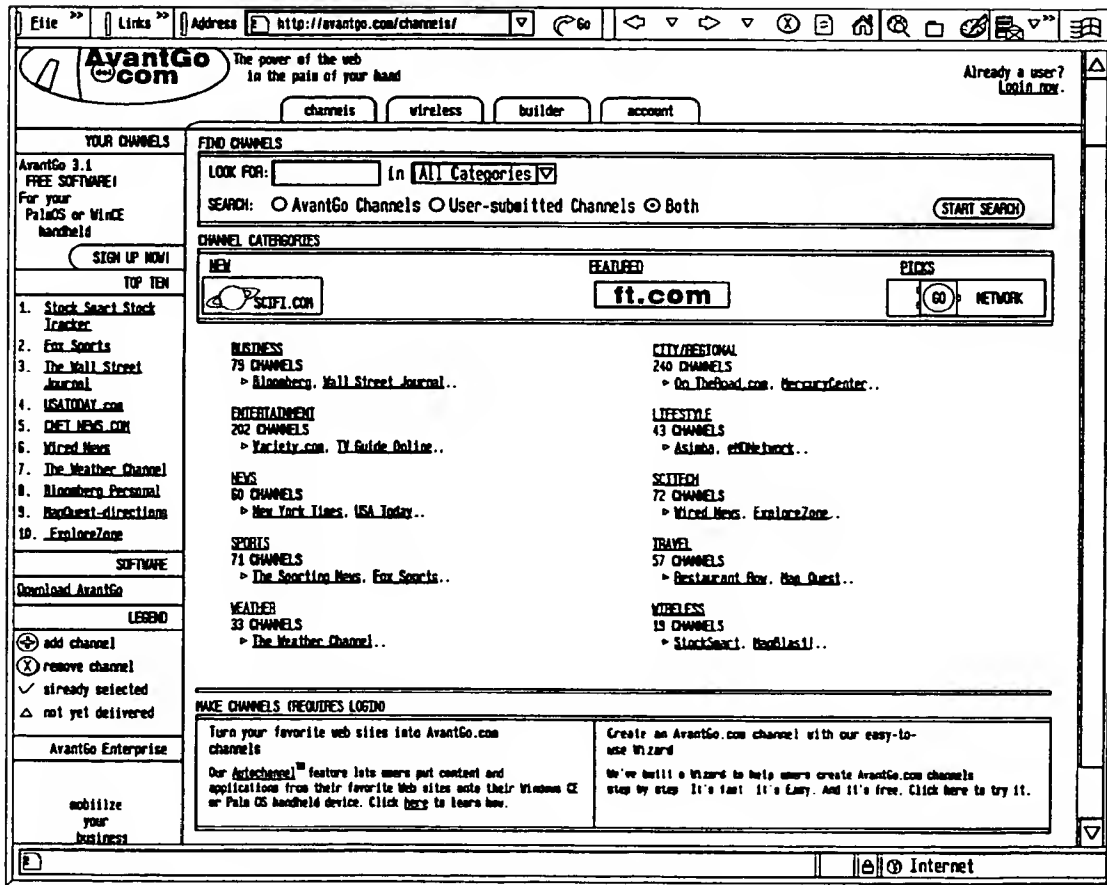 File >> Links >> Address http://avantgo.com/channels/ Go >>
AvantGo
.com
The power of the web
in the palm of your hand
Already a user?
Login now.
channels wireless builder account
YOUR CHANNELS
AvantGo 3.1
FREE SOFTWARE!
For your
PalmOS or WinCE
handheld
SIGN UP NOW!
TOP TEN
1. Stock Smart Stock
Tracker
2. Fox Sports
3. The Wall Street
Journal
4. USATODAY.com
5. CNET NEWS.COM
6. Wired News
7. The Weather Channel
8. Bloomberg Personal
9. MapQuest-directions
10. ExploreZone
SOFTWARE
Download AvantGo
LEGEND
add channel
remove channel
already selected
not yet delivered
AvantGo Enterprise
mobilize
your
business
FIND CHANNELS
LOOK FOR: in All Categories
SEARCH: AvantGo Channels User-submitted Channels Both START SEARCH
CHANNEL CATERGORIES
NEW FEATURED PICKS
SCIFI.COM ft.com GO NETWORK
BUSINESS
79 CHANNELS
Bloomberg, Wall Street Journal..
ENTERTAINMENT
202 CHANNELS
Variety.com, TV Guide Online..
NEWS
60 CHANNELS
New York Times, USA Today..
SPORTS
71 CHANNELS
The Sporting News, Fox Sports..
WEATHER
33 CHANNELS
The Weather Channel..
CITY/REGIONAL
240 CHANNELS
On TheRoad.com, MercuryCenter..
LIFESTYLE
43 CHANNELS
Asimba, eMDNetwork..
SCITECH
72 CHANNELS
Wired News, ExploreZone..
TRAVEL
57 CHANNELS
Restaurant Row, Map Quest..
WIRELESS
19 CHANNELS
StockSmart, MapBlast!..
MAKE CHANNELS (REQUIRES LOGIN)
Turn your favorite web sites into AvantGo.com
channels
Our Autochannel™ feature lets users put content and
applications from their favorite Web sites onto their Windows CE
or Palm OS handheld device. Click here to learn how.
Create an AvantGo.com channel with our easy-to-
use Wizard
We've built a Wizard to help users create AvantGo.com channels
step by step It's fast it's Easy. And it's free. Click here to try it.
Internet